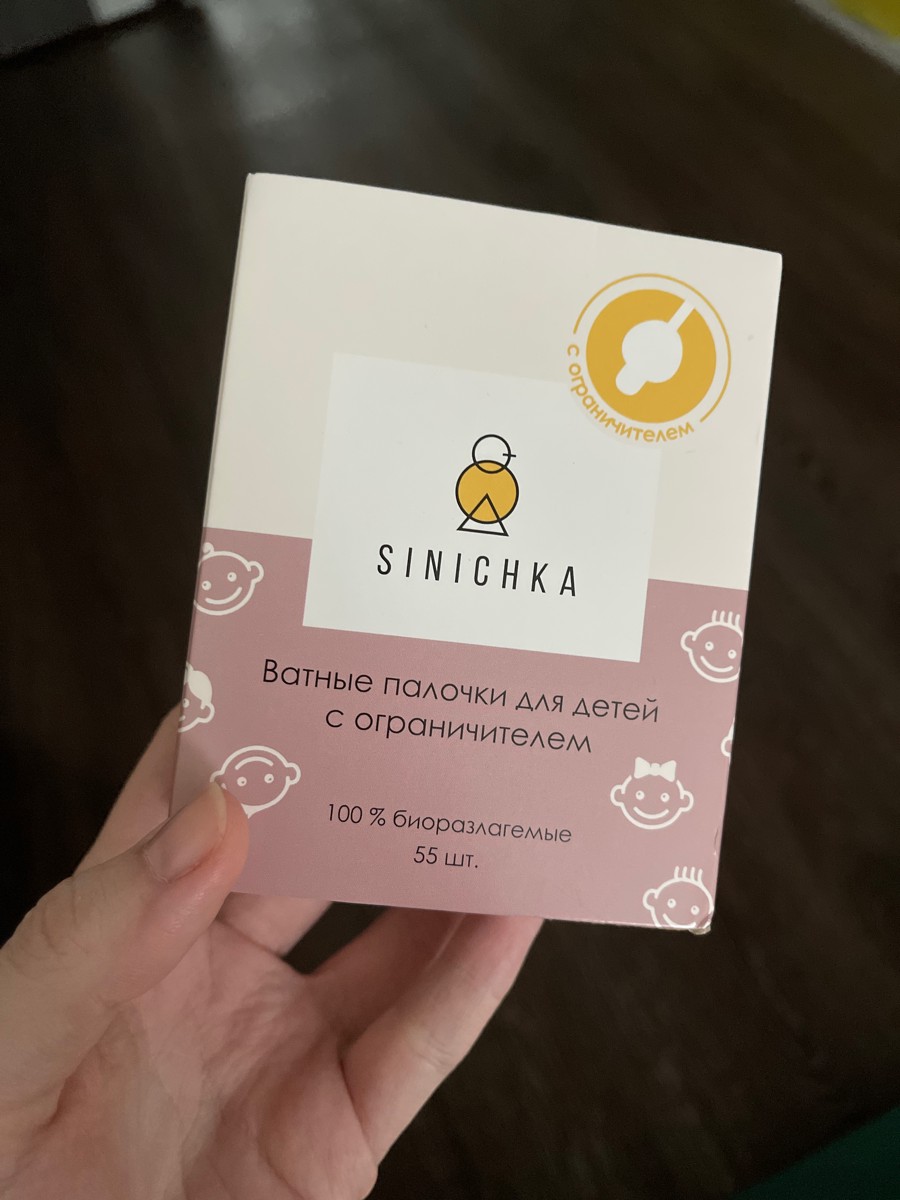 с ограничителем
SINICHKA
Ватные палочки для детей
с ограничителем
100 % биоразлагемые
55 шт.